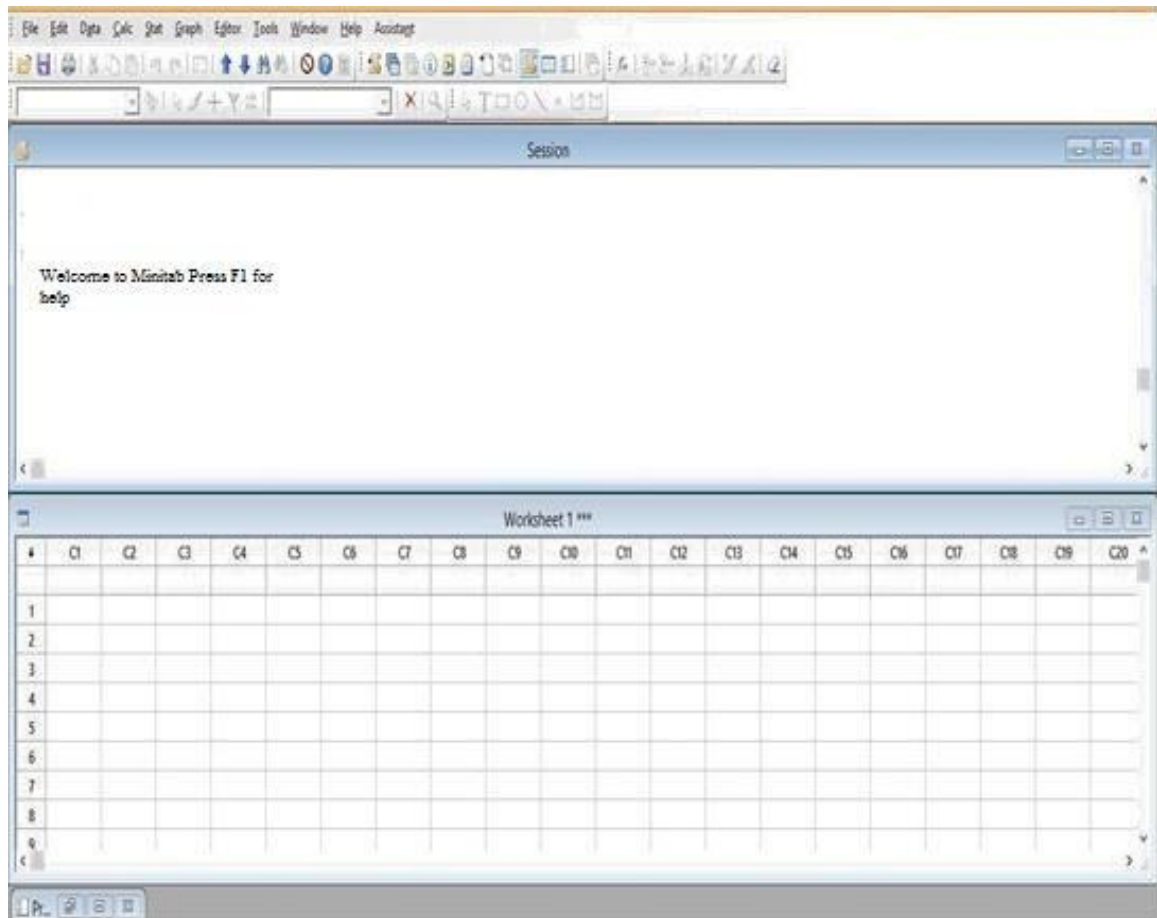 File Edit Data Calc Stat Graph Editor Tools Window Help Assistant
Session
Welcome to Minitab Press F1 for
help
Worksheet 1 ***
C1 C2 C3 C4 C5 C6 C7 C8 C9 C10 C11 C12 C13 C14 C15 C16 C17 C18 C19 C20
1
2
3
4
5
6
7
8
9
Pr...